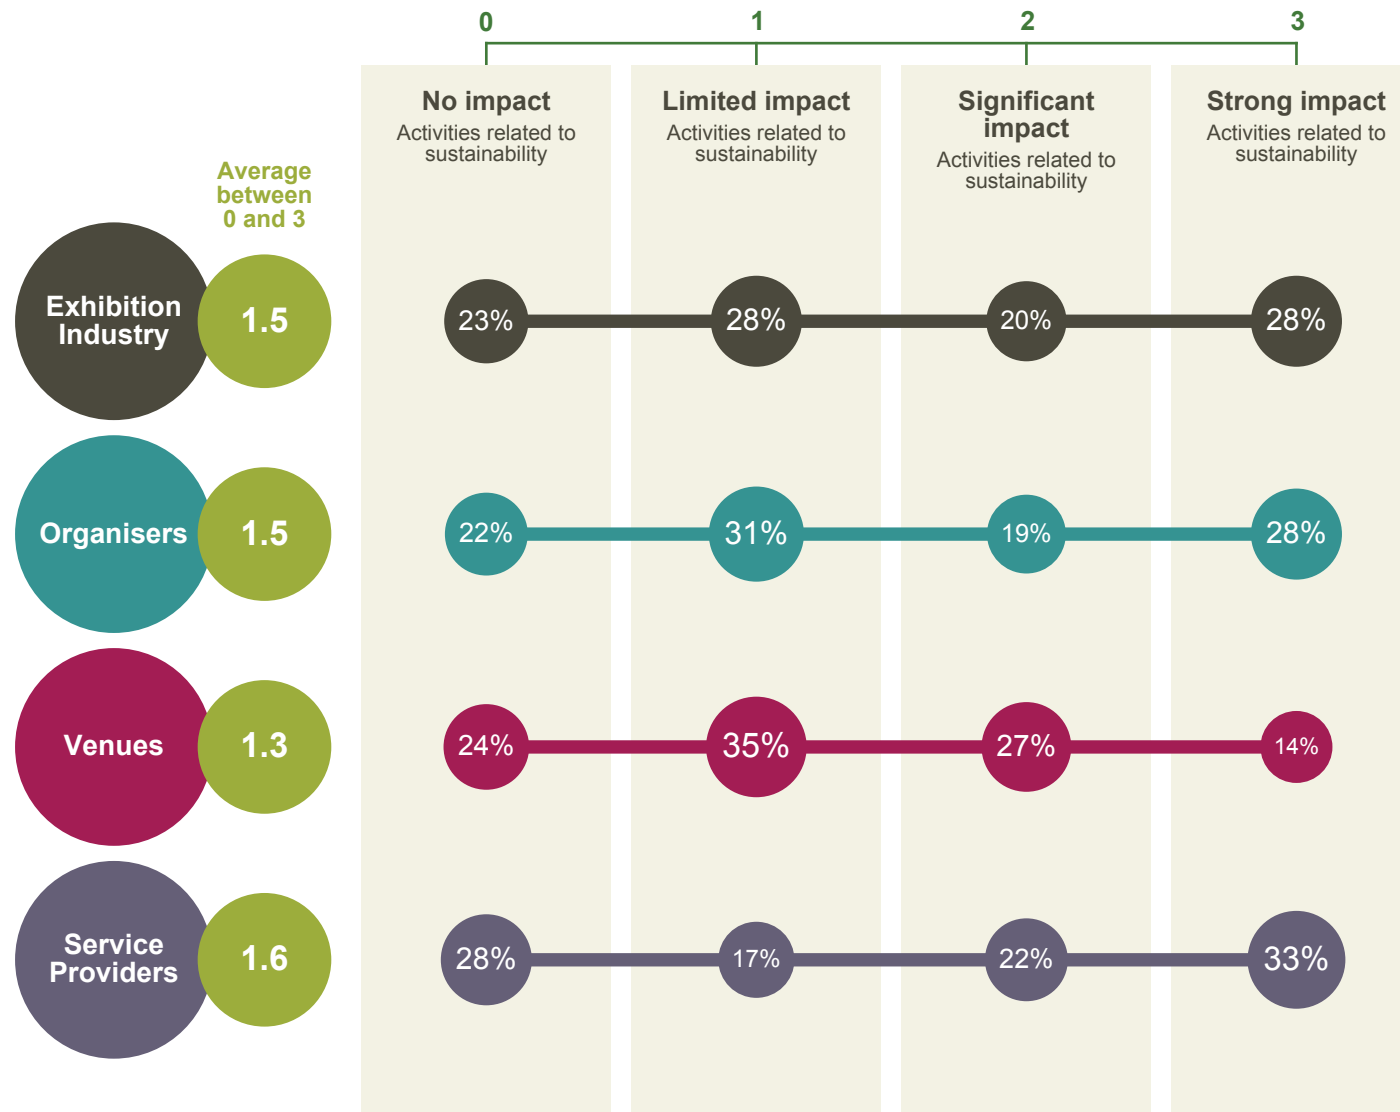 0 1 2 3
No impact
Activities related to
sustainability
Limited impact
Activities related to
sustainability
Significant
impact
Activities related to
sustainability
Strong impact
Activities related to
sustainability
Average
between
0 and 3
Exhibition
Industry
1.5
23% 28% 20% 28%
Organisers
1.5
22% 31% 19% 28%
Venues
1.3
24% 35% 27% 14%
Service
Providers
1.6
28% 17% 22% 33%